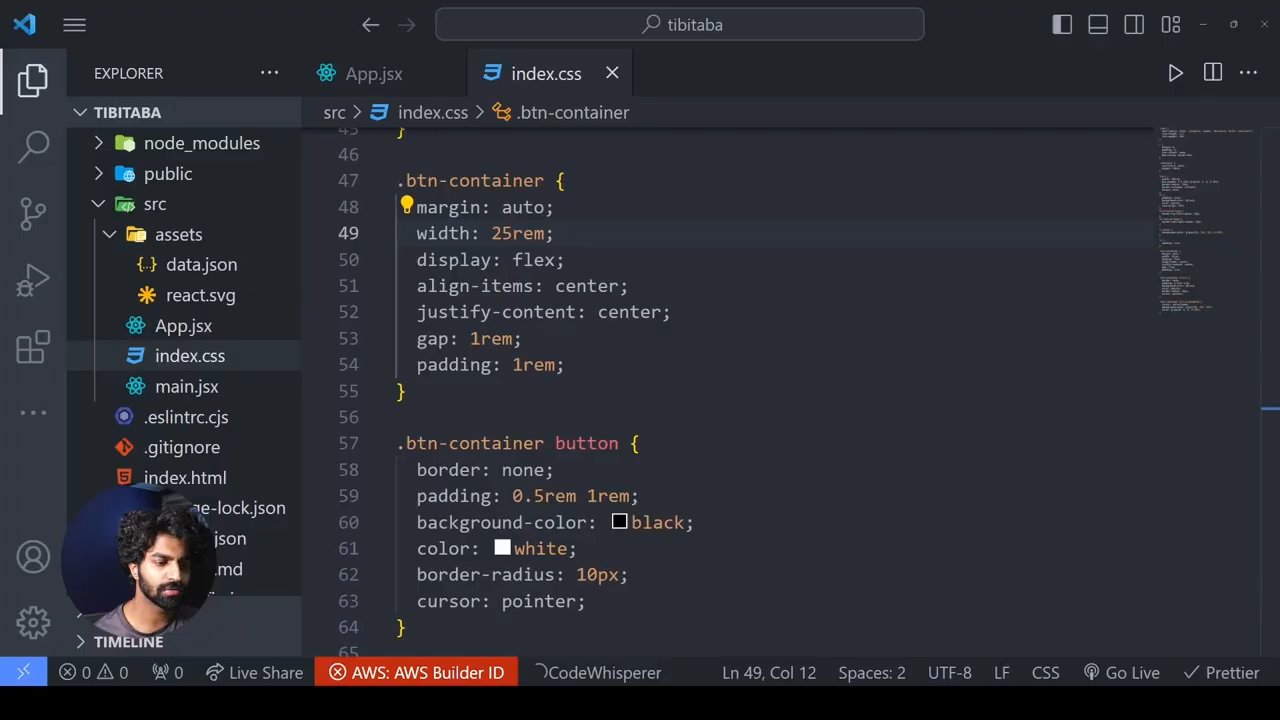 tibitaba
EXPLORER
App.jsx
index.css
TIBITABA
src
index.css
.btn-container
node_modules
public
src
assets
data.json
react.svg
App.jsx
index.css
main.jsx
.eslintrc.cjs
.gitignore
index.html
ge-lock.json
json
.md
TIMELINE
45 }
46
47 .btn-container {
48 margin: auto;
49 width: 25rem;
50 display: flex;
51 align-items: center;
52 justify-content: center;
53 gap: 1rem;
54 padding: 1rem;
55 }
56
57 .btn-container button {
58 border: none;
59 padding: 0.5rem 1rem;
60 background-color: black;
61 color: white;
62 border-radius: 10px;
63 cursor: pointer;
64 }
65
0 0 0 Live Share AWS: AWS Builder ID CodeWhisperer Ln 49, Col 12 Spaces: 2 UTF-8 LF CSS Go Live Prettier